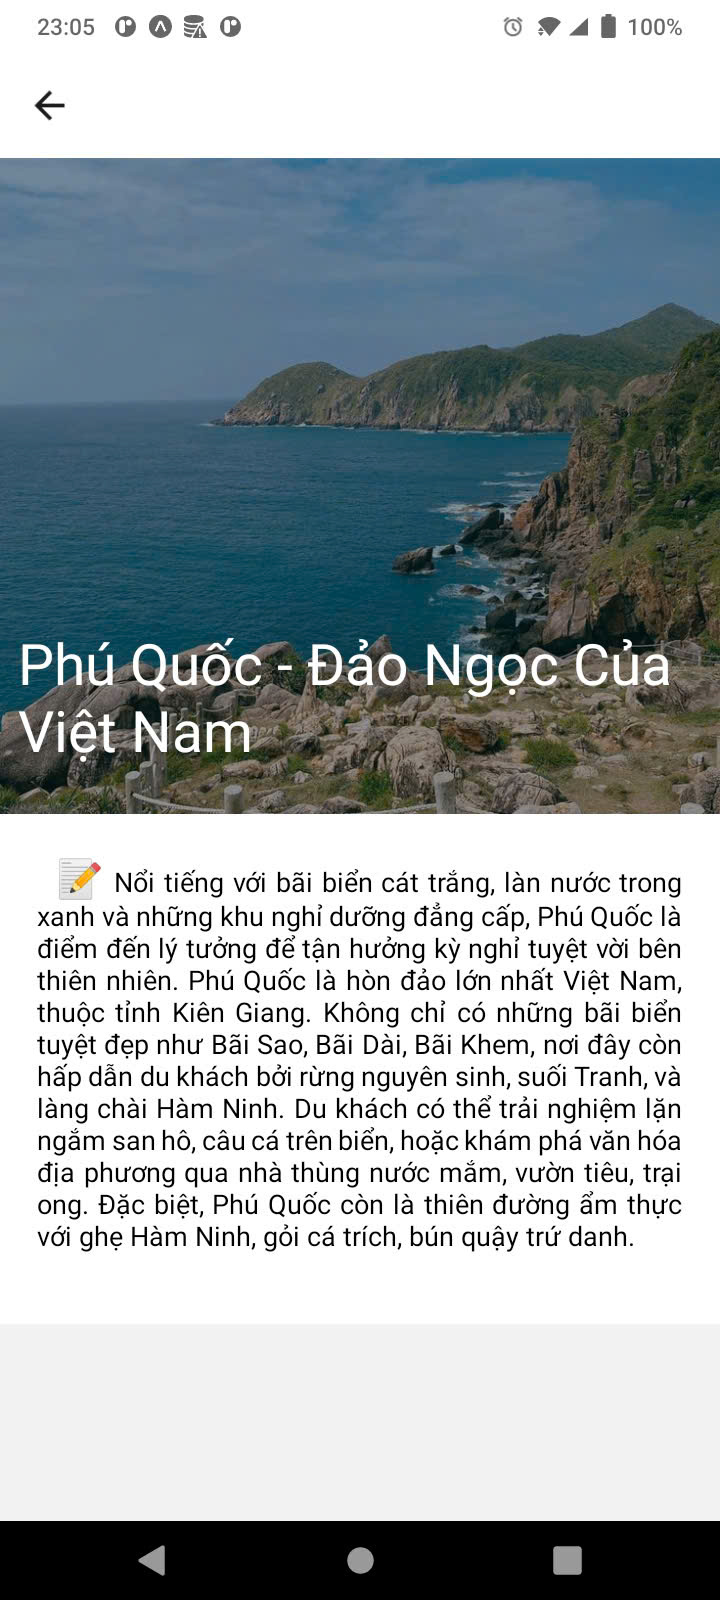 23:05
100%
Phú Quốc - Đảo Ngọc Của
Việt Nam
📝 Nổi tiếng với bãi biển cát trắng, làn nước trong
xanh và những khu nghỉ dưỡng đẳng cấp, Phú Quốc là
điểm đến lý tưởng để tận hưởng kỳ nghỉ tuyệt vời bên
thiên nhiên. Phú Quốc là hòn đảo lớn nhất Việt Nam,
thuộc tỉnh Kiên Giang. Không chỉ có những bãi biển
tuyệt đẹp như Bãi Sao, Bãi Dài, Bãi Khem, nơi đây còn
hấp dẫn du khách bởi rừng nguyên sinh, suối Tranh, và
làng chài Hàm Ninh. Du khách có thể trải nghiệm lặn
ngắm san hô, câu cá trên biển, hoặc khám phá văn hóa
địa phương qua nhà thùng nước mắm, vườn tiêu, trại
ong. Đặc biệt, Phú Quốc còn là thiên đường ẩm thực
với ghẹ Hàm Ninh, gỏi cá trích, bún quậy trứ danh.